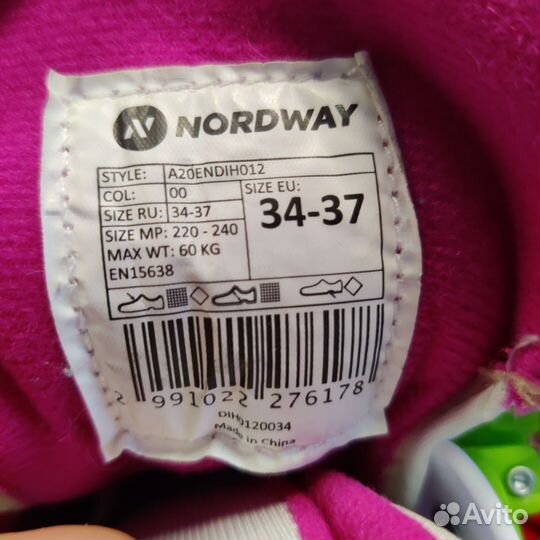 NORDWAY
STYLE: A20ENDIH012
COL: 00
SIZE RU: 34-37
SIZE MP: 220 - 240
MAX WT: 60 KG
EN15638
SIZE EU:
34-37
2 991022 276178
DIH0120034
Made in China
Avito